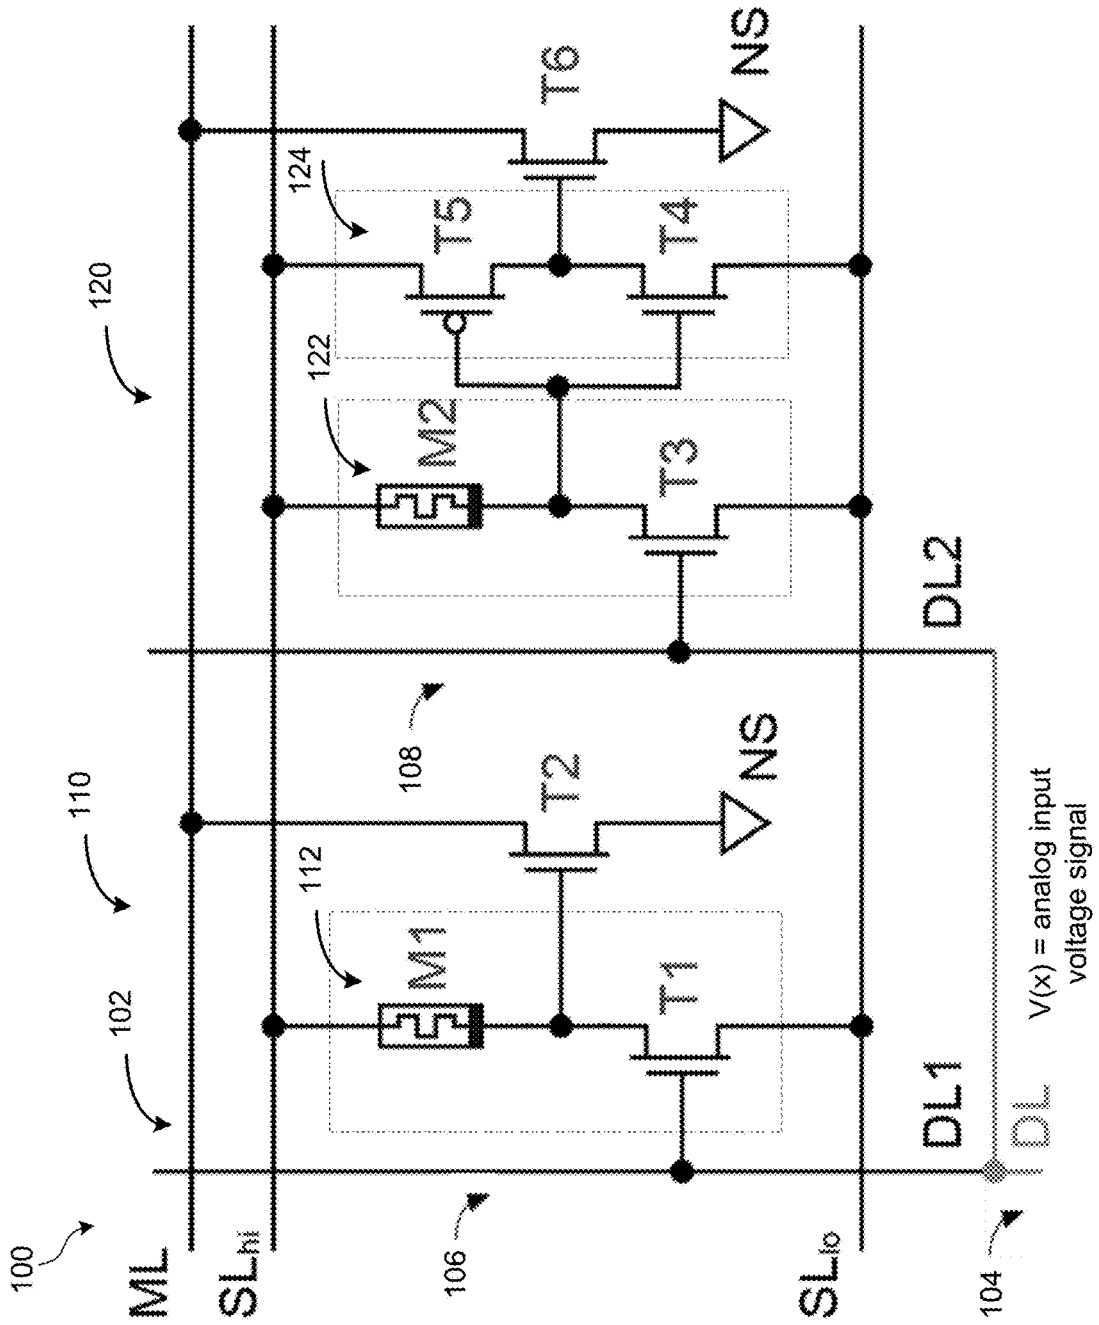 100
102
110
120
ML
SLhi
112
M1
T1
T2
NS
106
108
122
M2
T3
124
T5
T4
T6
NS
SLlo
DL1
DL2
104
DL
V(x) = analog input
voltage signal